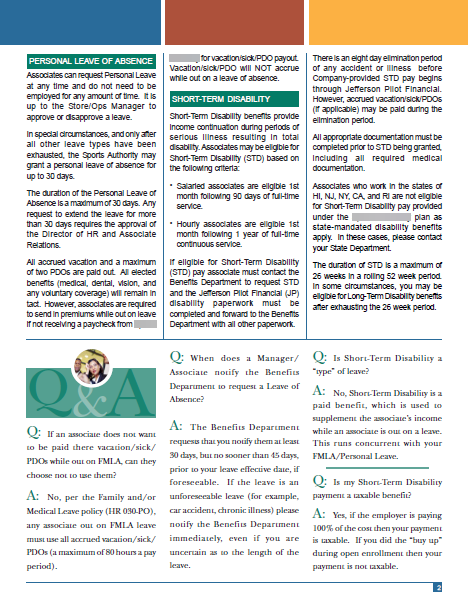 PERSONAL LEAVE OF ABSENCE
Associates can request Personal Leave
at any time and do not need to be
employed for any amount of time. It is
up to the Store/Ops Manager to
approve or disapprove a leave.
In special circumstances, and only after
all other leave types have been
exhausted, the Sports Authority may
grant a personal leave of absence for
up to 30 days.
The duration of the Personal Leave of
Absence is a maximum of 30 days. Any
request to extend the leave for more
than 30 days requires the approval of
the Director of HR and Associate
Relations.
All accrued vacation and a maximum
of two PDOs are paid out. All elected
benefits (medical, dental, vision, and
any voluntary coverage) will remain in
tact. However, associates are required
to send in premiums while out on leave
if not receiving a paycheck from
for vacation/sick/PDO payout.
Vacation/sick/PDO will NOT accrue
while out on a leave of absence.
SHORT-TERM DISABILITY
Short-Term Disability benefits provide
income continuation during periods of
serious illness resulting in total
disability. Associates may be eligible for
Short-Term Disability (STD) based on
the following criteria:
* Salaried associates are eligible 1st
month following 90 days of full-time
service.
* Hourly associates are eligible 1st
month following 1 year of full-time
continuous service.
If eligible for Short-Term Disability
(STD) pay associate must contact the
Benefits Department to request STD
and the Jefferson Pilot Financial (JP)
disability paperwork must be
completed and forward to the Benefits
Department with all other paperwork.
There is an eight day elimination period
of any accident or illness before
Company-provided STD pay begins
through Jefferson Pilot Financial.
However, accrued vacation/sick/PDOs
(if applicable) may be paid during the
elimination period.
All appropriate documentation must be
completed prior to STD being granted,
including all required medical
documentation.
Associates who work in the states of
HI, NJ, NY, CA, and RI are not eligible
for Short-Term Disability pay provided
under the plan as
state-mandated disability benefits
apply. In these cases, please contact
your State Department.
The duration of STD is a maximum of
26 weeks in a rolling 52 week period.
In some circumstances, you may be
eligible for Long-Term Disability benefits
after exhausting the 26 week period.
Q&A
Q: If an associate does not want
to be paid there vacation/sick/
PDOs while out on FMLA, can they
choose not to use them?
A: No, per the Family and/or
Medical Leave policy (HR 030-PO),
any associate out on FMLA leave
must use all accrued vacation/sick/
PDOs (a maximum of 80 hours a pay
period).
Q: When does a Manager/
Associate notify the Benefits
Department to request a Leave of
Absence?
A: The Benefits Department
requests that you notify them at least
30 days, but no sooner than 45 days,
prior to your leave effective date, if
foreseeable. If the leave is an
unforeseeable leave (for example,
car accident, chronic illness) please
notify the Benefits Department
immediately, even if you are
uncertain as to the length of the
leave.
Q: Is Short-Term Disability a
"type" of leave?
A: No, Short-Term Disability is a
paid benefit, which is used to
supplement the associate's income
while an associate is out on a leave.
This runs concurrent with your
FMLA/Personal Leave.
Q: Is my Short-Term Disability
payment a taxable benefit?
A: Yes, if the employer is paying
100% of the cost then your payment
is taxable. If you did the "buy up"
during open enrollment then your
payment is not taxable.
2